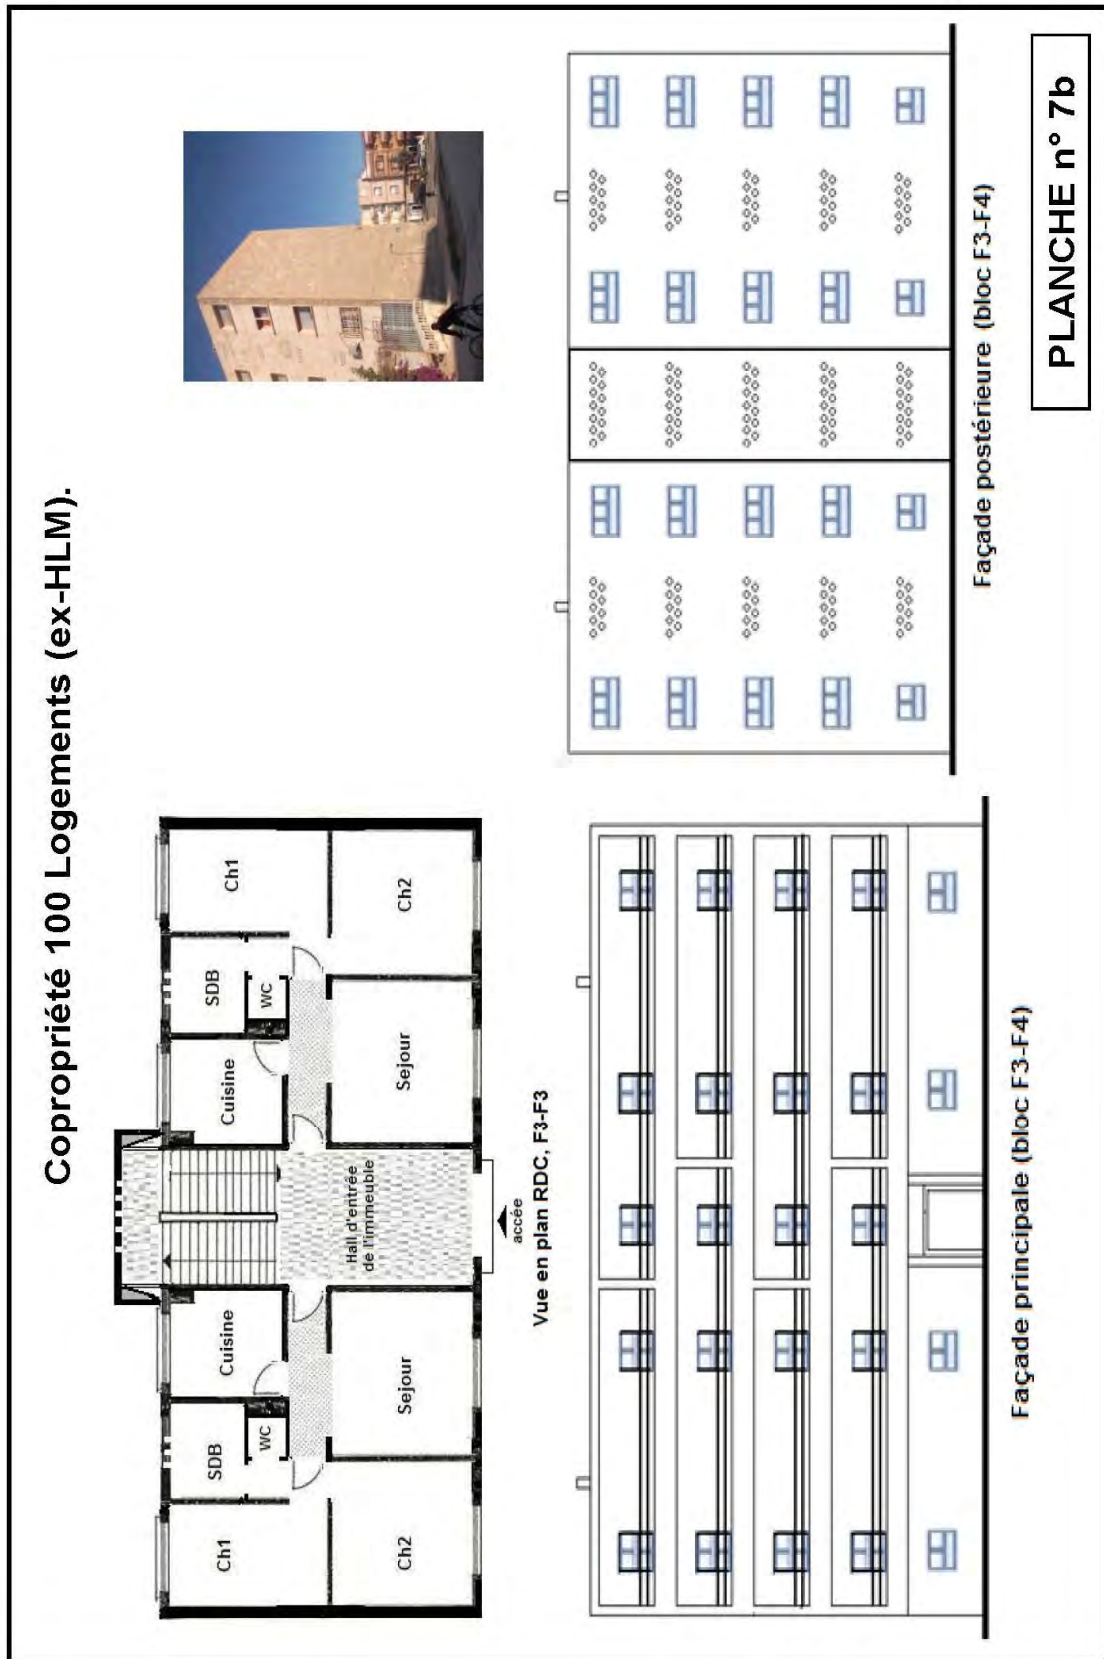 Copropriété 100 Logements (ex-HLM).
Ch1
SDB
WC
Cuisine
Cuisine
SDB
WC
Ch1
Hall d'entrée
de l'immeuble
Ch2
Sejour
Sejour
Ch2
accée
Vue en plan RDC, F3-F3
Façade principale (bloc F3-F4)
Façade postérieure (bloc F3-F4)
PLANCHE n° 7b